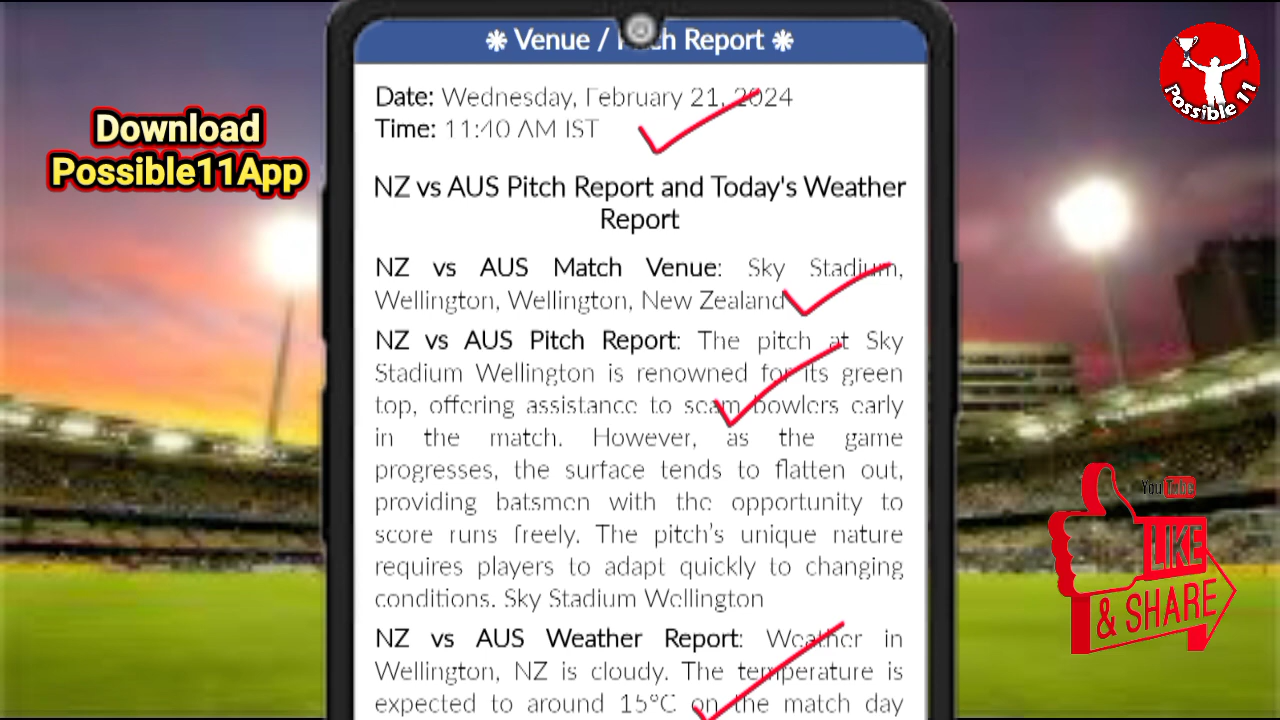 ✵ Venue / Pitch Report ✵
Date: Wednesday, February 21, 2024
Time: 11:40 AM IST
NZ vs AUS Pitch Report and Today's Weather
Report
NZ vs AUS Match Venue: Sky Stadium,
Wellington, Wellington, New Zealand
NZ vs AUS Pitch Report: The pitch at Sky
Stadium Wellington is renowned for its green
top, offering assistance to seam bowlers early
in the match. However, as the game
progresses, the surface tends to flatten out,
providing batsmen with the opportunity to
score runs freely. The pitch's unique nature
requires players to adapt quickly to changing
conditions. Sky Stadium Wellington
NZ vs AUS Weather Report: Weather in
Wellington, NZ is cloudy. The temperature is
expected to around 15°C on the match day
Download
Possible11App
Possible 11
YouTube
LIKE
& SHARE